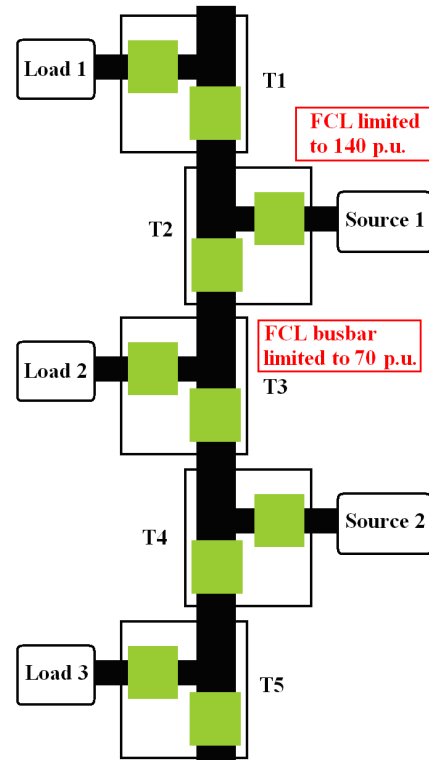 Load 1
T1
FCL limited
to 140 p.u.
T2
Source 1
FCL busbar
limited to 70 p.u.
Load 2
T3
T4
Source 2
Load 3
T5